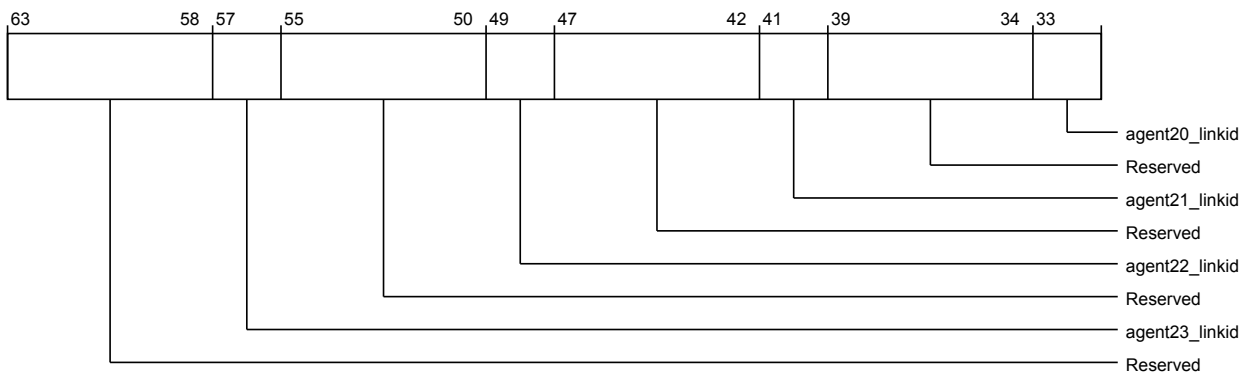 63 58 57 55 50 49 47 42 41 39 34 33
agent20_linkid
Reserved
agent21_linkid
Reserved
agent22_linkid
Reserved
agent23_linkid
Reserved